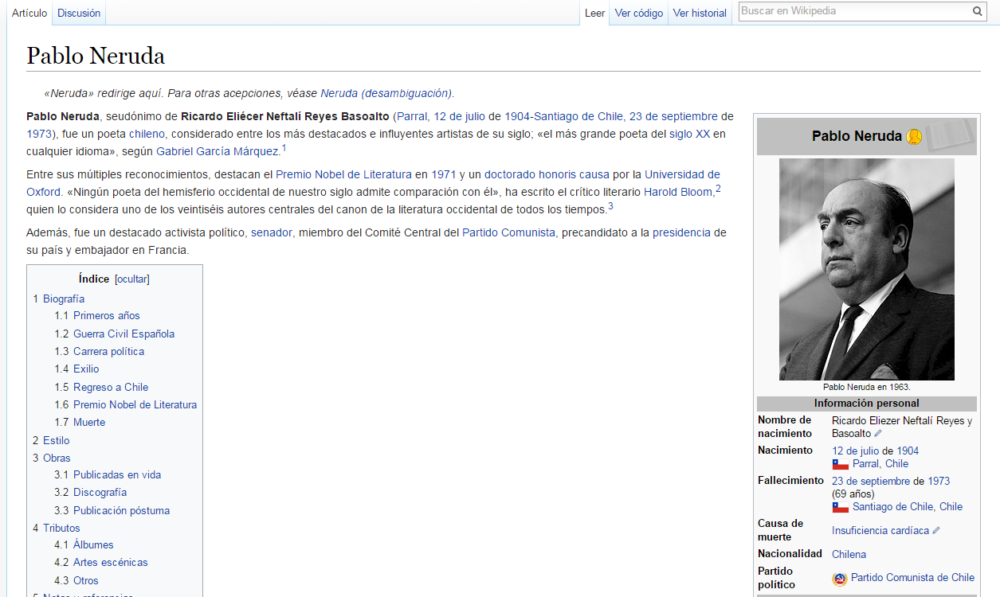 Artículo Discusión Leer Ver código Ver historial Buscar en Wikipedia
Pablo Neruda
«Neruda» redirige aquí. Para otras acepciones, véase Neruda (desambiguación).
Pablo Neruda, seudónimo de Ricardo Eliécer Neftalí Reyes Basoalto (Parral, 12 de julio de 1904-Santiago de Chile, 23 de septiembre de
1973), fue un poeta chileno, considerado entre los más destacados e influyentes artistas de su siglo; «el más grande poeta del siglo XX en
cualquier idioma», según Gabriel García Márquez.1
Entre sus múltiples reconocimientos, destacan el Premio Nobel de Literatura en 1971 y un doctorado honoris causa por la Universidad de
Oxford. «Ningún poeta del hemisferio occidental de nuestro siglo admite comparación con él», ha escrito el crítico literario Harold Bloom,2
quien lo considera uno de los veintiséis autores centrales del canon de la literatura occidental de todos los tiempos.3
Además, fue un destacado activista político, senador, miembro del Comité Central del Partido Comunista, precandidato a la presidencia de
su país y embajador en Francia.
Índice [ocultar]
1 Biografía
1.1 Primeros años
1.2 Guerra Civil Española
1.3 Carrera política
1.4 Exilio
1.5 Regreso a Chile
1.6 Premio Nobel de Literatura
1.7 Muerte
2 Estilo
3 Obras
3.1 Publicadas en vida
3.2 Discografía
3.3 Publicación póstuma
4 Tributos
4.1 Álbumes
4.2 Artes escénicas
4.3 Otros
5 Notas y referencias
Pablo Neruda
Pablo Neruda en 1963.
Información personal
Nombre de Ricardo Eliezer Neftalí Reyes y
nacimiento Basoalto
Nacimiento 12 de julio de 1904
Parral, Chile
Fallecimiento 23 de septiembre de 1973
(69 años)
Santiago de Chile, Chile
Causa de
muerte Insuficiencia cardíaca
Nacionalidad Chilena
Partido
político Partido Comunista de Chile